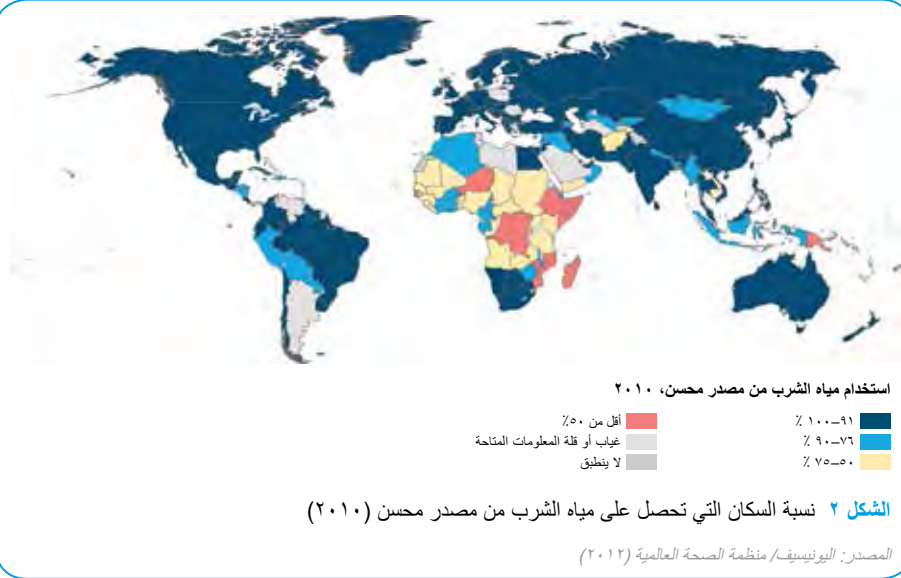 استخدام مياه الشرب من مصدر محسن، ٢٠١٠
٩١–١٠٠ ٪
٧٦–٩٠ ٪
٥٠–٧٥ ٪
أقل من ٥٠٪
غياب أو قلة المعلومات المتاحة
لا ينطبق
الشكل ٢ نسبة السكان التي تحصل على مياه الشرب من مصدر محسن (٢٠١٠)
المصدر: اليونيسيف/ منظمة الصحة العالمية (٢٠١٢)